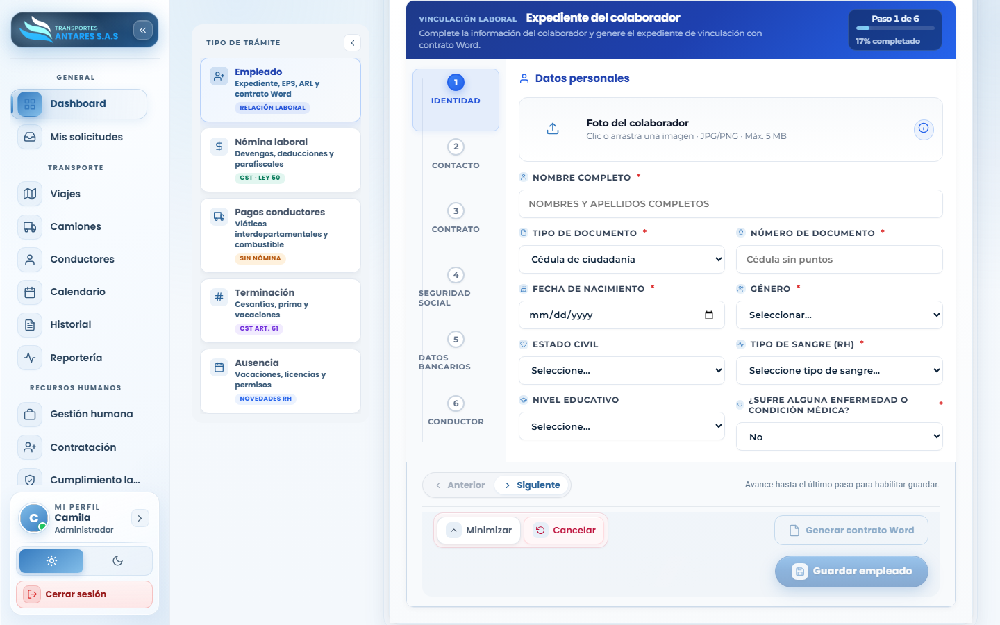 TRANSPORTES
ANTARES S.A.S
GENERAL
Dashboard
Mis solicitudes
TRANSPORTE
Viajes
Camiones
Conductores
Calendario
Historial
Reportería
RECURSOS HUMANOS
Gestión humana
Contratación
Cumplimiento la...
C
MI PERFIL
Camila
Administrador
Cerrar sesión
TIPO DE TRÁMITE
Empleado
Expediente, EPS, ARL y
contrato Word
RELACIÓN LABORAL
Nómina laboral
Devengos, deducciones y
parafiscales
CST · LEY 50
Pagos conductores
Viáticos
interdepartamentales y
combustible
SIN NÓMINA
Terminación
Cesantías, prima y
vacaciones
CST ART. 61
Ausencia
Vacaciones, licencias y
permisos
NOVEDADES RH
VINCULACIÓN LABORAL Expediente del colaborador
Complete la información del colaborador y genere el expediente de vinculación con
contrato Word.
Paso 1 de 6
17% completado
1
IDENTIDAD
2
CONTACTO
3
CONTRATO
4
SEGURIDAD
SOCIAL
5
DATOS
BANCARIOS
6
CONDUCTOR
Datos personales
Foto del colaborador
Clic o arrastra una imagen · JPG/PNG · Máx. 5 MB
NOMBRE COMPLETO *
NOMBRES Y APELLIDOS COMPLETOS
TIPO DE DOCUMENTO *
Cédula de ciudadanía
NÚMERO DE DOCUMENTO *
Cédula sin puntos
FECHA DE NACIMIENTO *
mm/dd/yyyy
GÉNERO *
Seleccionar...
ESTADO CIVIL
Seleccione...
TIPO DE SANGRE (RH) *
Seleccione tipo de sangre...
NIVEL EDUCATIVO
Seleccione...
¿SUFRE ALGUNA ENFERMEDAD O
CONDICIÓN MÉDICA? *
No
Anterior
Siguiente
Avance hasta el último paso para habilitar guardar.
Minimizar
Cancelar
Generar contrato Word
Guardar empleado